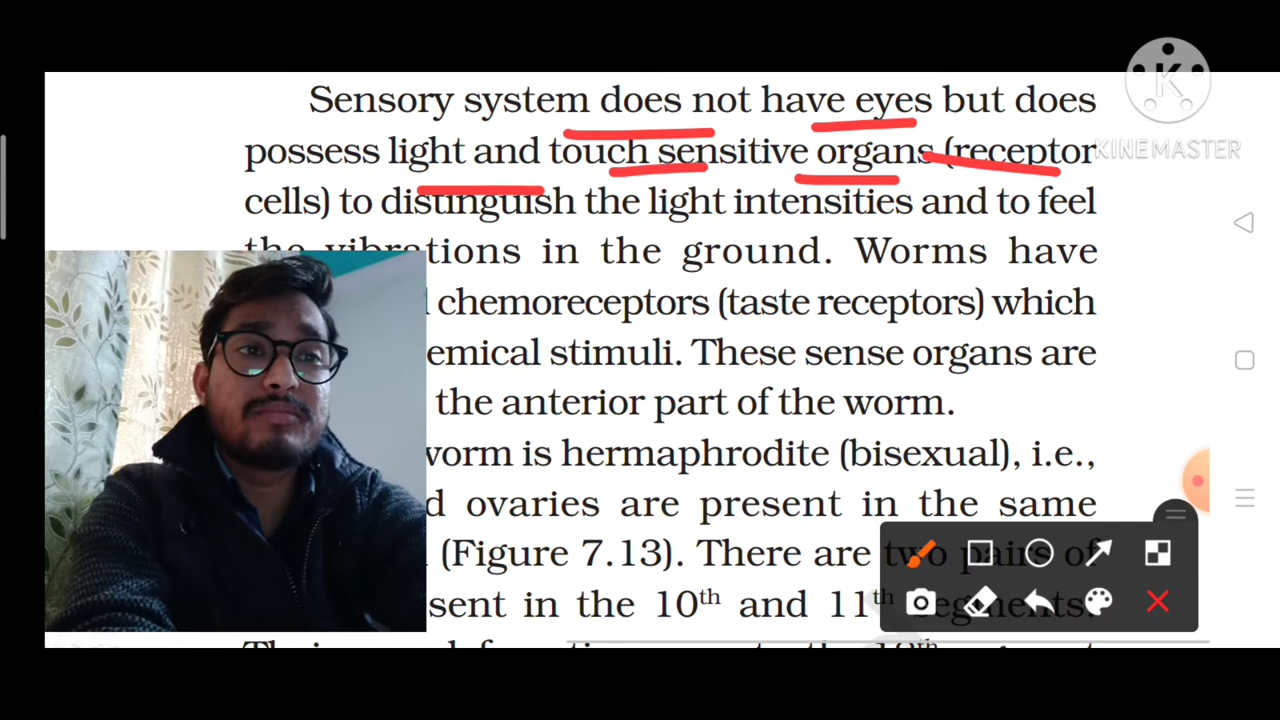 Sensory system does not have eyes but does
possess light and touch sensitive organs (receptor
KINEMASTER
cells) to distinguish the light intensities and to feel
the vibrations in the ground. Worms have
chemoreceptors (taste receptors) which
emical stimuli. These sense organs are
the anterior part of the worm.
worm is hermaphrodite (bisexual), i.e.,
d ovaries are present in the same
(Figure 7.13). There are two pairs of
sent in the 10th and 11th segments.